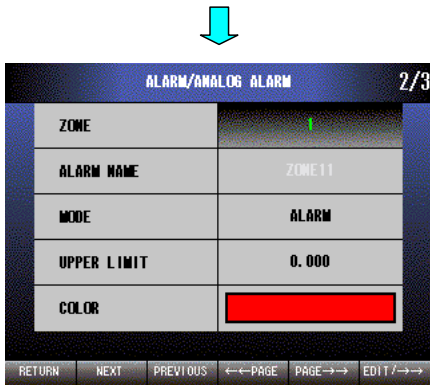 ALARM/ANALOG ALARM 2/3
ZONE 1
ALARM NAME ZONE11
MODE ALARM
UPPER LIMIT 0.000
COLOR
RETURN NEXT PREVIOUS ←←PAGE PAGE→→ EDIT/→→